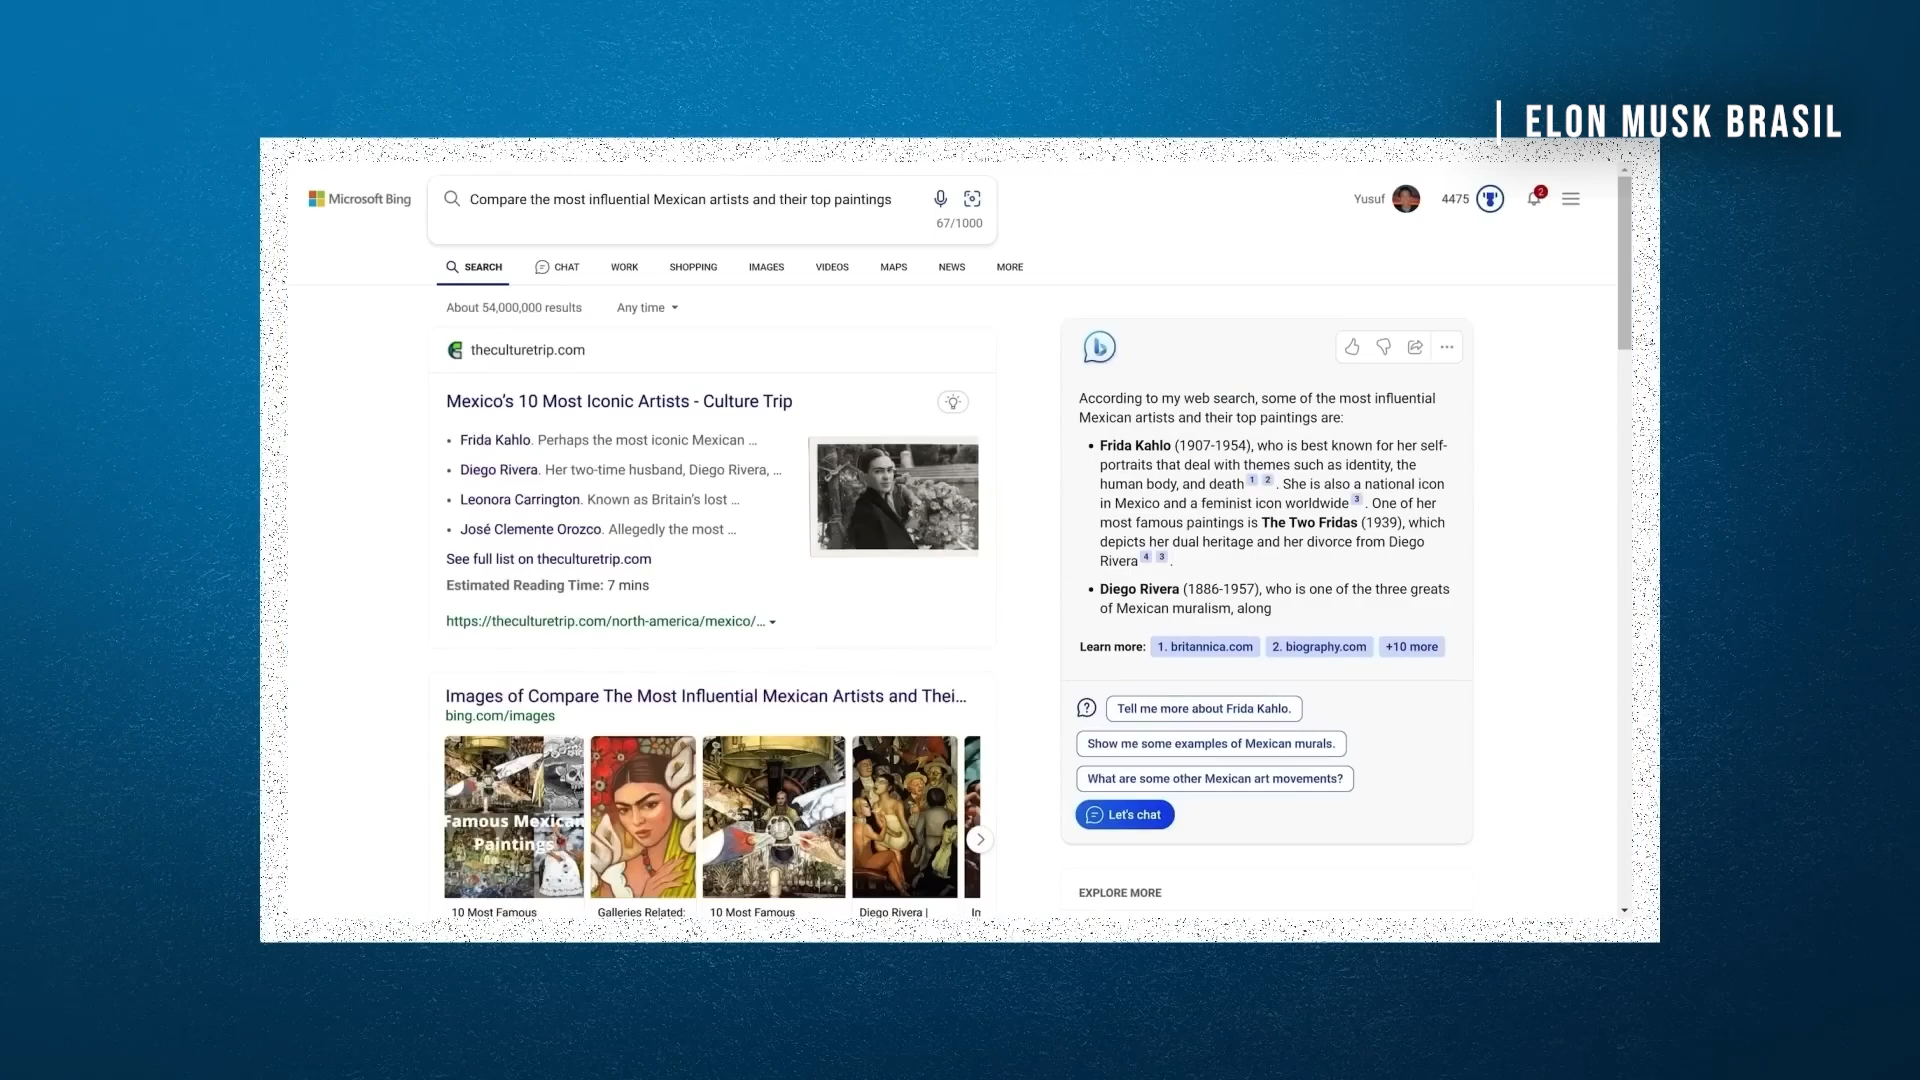 ELON MUSK BRASIL
Microsoft Bing
Compare the most influential Mexican artists and their top paintings
67/1000
Yusuf
4475
2
SEARCH
CHAT
WORK
SHOPPING
IMAGES
VIDEOS
MAPS
NEWS
MORE
About 54,000,000 results
Any time
theculturetrip.com
Mexico's 10 Most Iconic Artists - Culture Trip
• Frida Kahlo. Perhaps the most iconic Mexican ...
• Diego Rivera. Her two-time husband, Diego Rivera, ...
• Leonora Carrington. Known as Britain's lost ...
• José Clemente Orozco. Allegedly the most ...
See full list on theculturetrip.com
Estimated Reading Time: 7 mins
https://theculturetrip.com/north-america/mexico/...
Images of Compare The Most Influential Mexican Artists and Thei...
bing.com/images
Famous Mexican
Paintings
10 Most Famous
Galleries Related:
10 Most Famous
Diego Rivera |
In
According to my web search, some of the most influential
Mexican artists and their top paintings are:
• Frida Kahlo (1907-1954), who is best known for her self-
portraits that deal with themes such as identity, the
human body, and death 1 2 . She is also a national icon
in Mexico and a feminist icon worldwide 3 . One of her
most famous paintings is The Two Fridas (1939), which
depicts her dual heritage and her divorce from Diego
Rivera 4 3 .
• Diego Rivera (1886-1957), who is one of the three greats
of Mexican muralism, along
Learn more: 1. britannica.com 2. biography.com +10 more
Tell me more about Frida Kahlo.
Show me some examples of Mexican murals.
What are some other Mexican art movements?
Let's chat
EXPLORE MORE